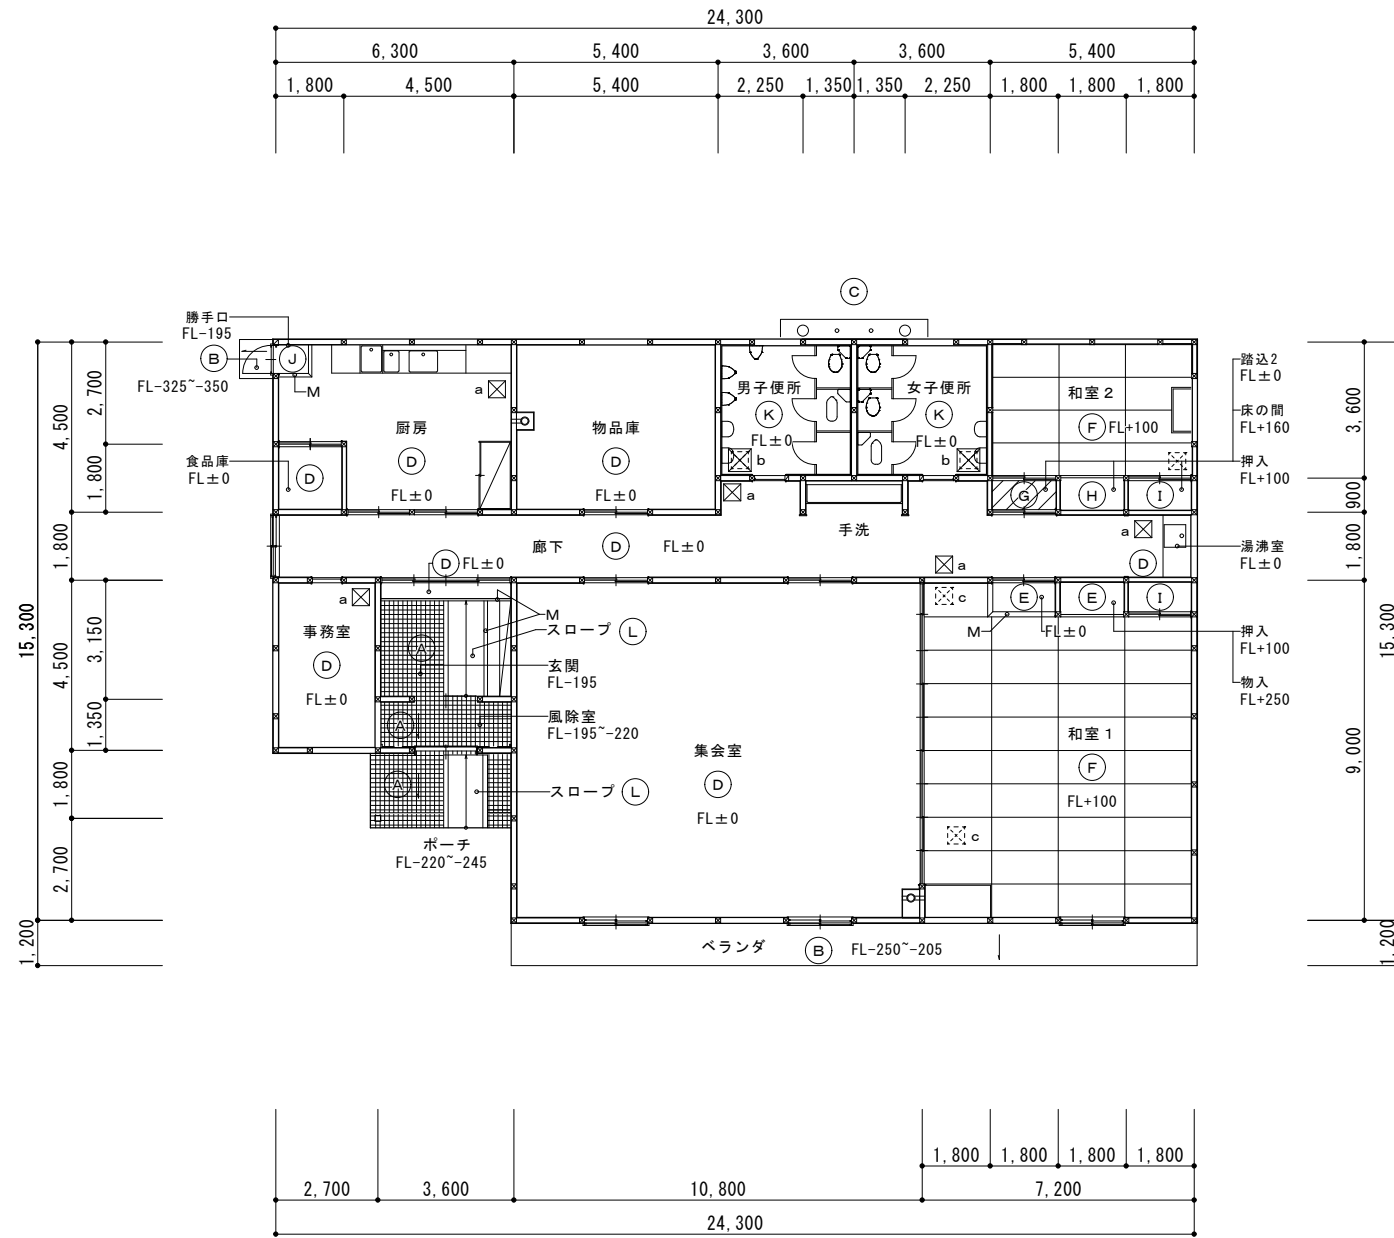 24,300
6,300 5,400 3,600 3,600 5,400
1,800 4,500 5,400 2,250 1,350 1,350 2,250 1,800 1,800 1,800
C
勝手口
FL-195
B
FL-325~-350
J
M
a
厨房
D
FL±0
食品庫
FL±0
D
物品庫
D
FL±0
男子便所
K
FL±0
b
女子便所
K
FL±0
b
和室2
F FL+100
G
H
I
踏込2
FL±0
床の間
FL+160
押入
FL+100
a
手洗
廊下 D FL±0
a
a
D
湯沸室
FL±0
D FL±0
a
事務室
D
FL±0
A
M
スロープ L
玄関
FL-195
風除室
FL-195~-220
A
A
スロープ L
ポーチ
FL-220~-245
集会室
D
FL±0
c
E
E
I
M
FL±0
押入
FL+100
物入
FL+250
和室1
F
FL+100
c
ベランダ B FL-250~-205
15,300
1,200
4,500
1,800
4,500
1,800
2,700
2,700
1,800
3,150
1,350
3,600
900
1,800
9,000
15,300
1,200
1,800 1,800 1,800 1,800
2,700 3,600 10,800 7,200
24,300